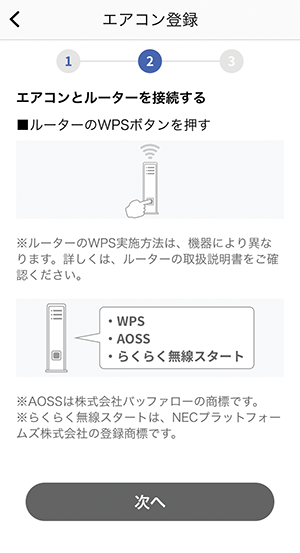 エアコン登録
1
2
3
エアコンとルーターを接続する
■ルーターのWPSボタンを押す
※ルーターのWPS実施方法は、機器により異な
ります。詳しくは、ルーターの取扱説明書をご確
認ください。
・WPS
・AOSS
・らくらく無線スタート
※AOSSは株式会社バッファローの商標です。
※らくらく無線スタートは、NECプラットフォー
ムズ株式会社の登録商標です。
次へ